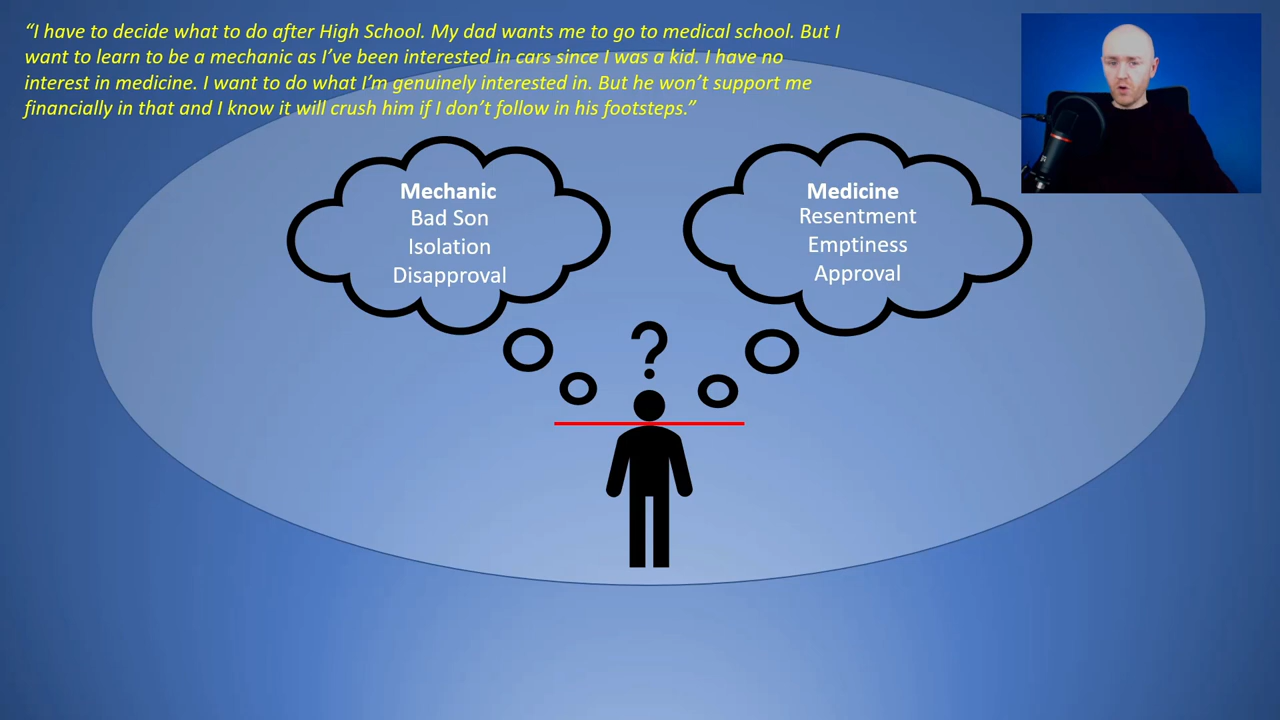 “I have to decide what to do after High School. My dad wants me to go to medical school. But I
want to learn to be a mechanic as I’ve been interested in cars since I was a kid. I have no
interest in medicine. I want to do what I’m genuinely interested in. But he won’t support me
financially in that and I know it will crush him if I don’t follow in his footsteps.”
Mechanic
Bad Son
Isolation
Disapproval
Medicine
Resentment
Emptiness
Approval
?